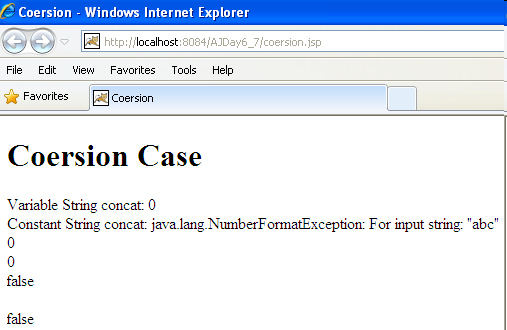 Coersion - Windows Internet Explorer
http://localhost:8084/AJDay6_7/coersion.jsp
File Edit View Favorites Tools Help
Favorites Coersion
Coersion Case
Variable String concat: 0
Constant String concat: java.lang.NumberFormatException: For input string: "abc"
0
0
false
false